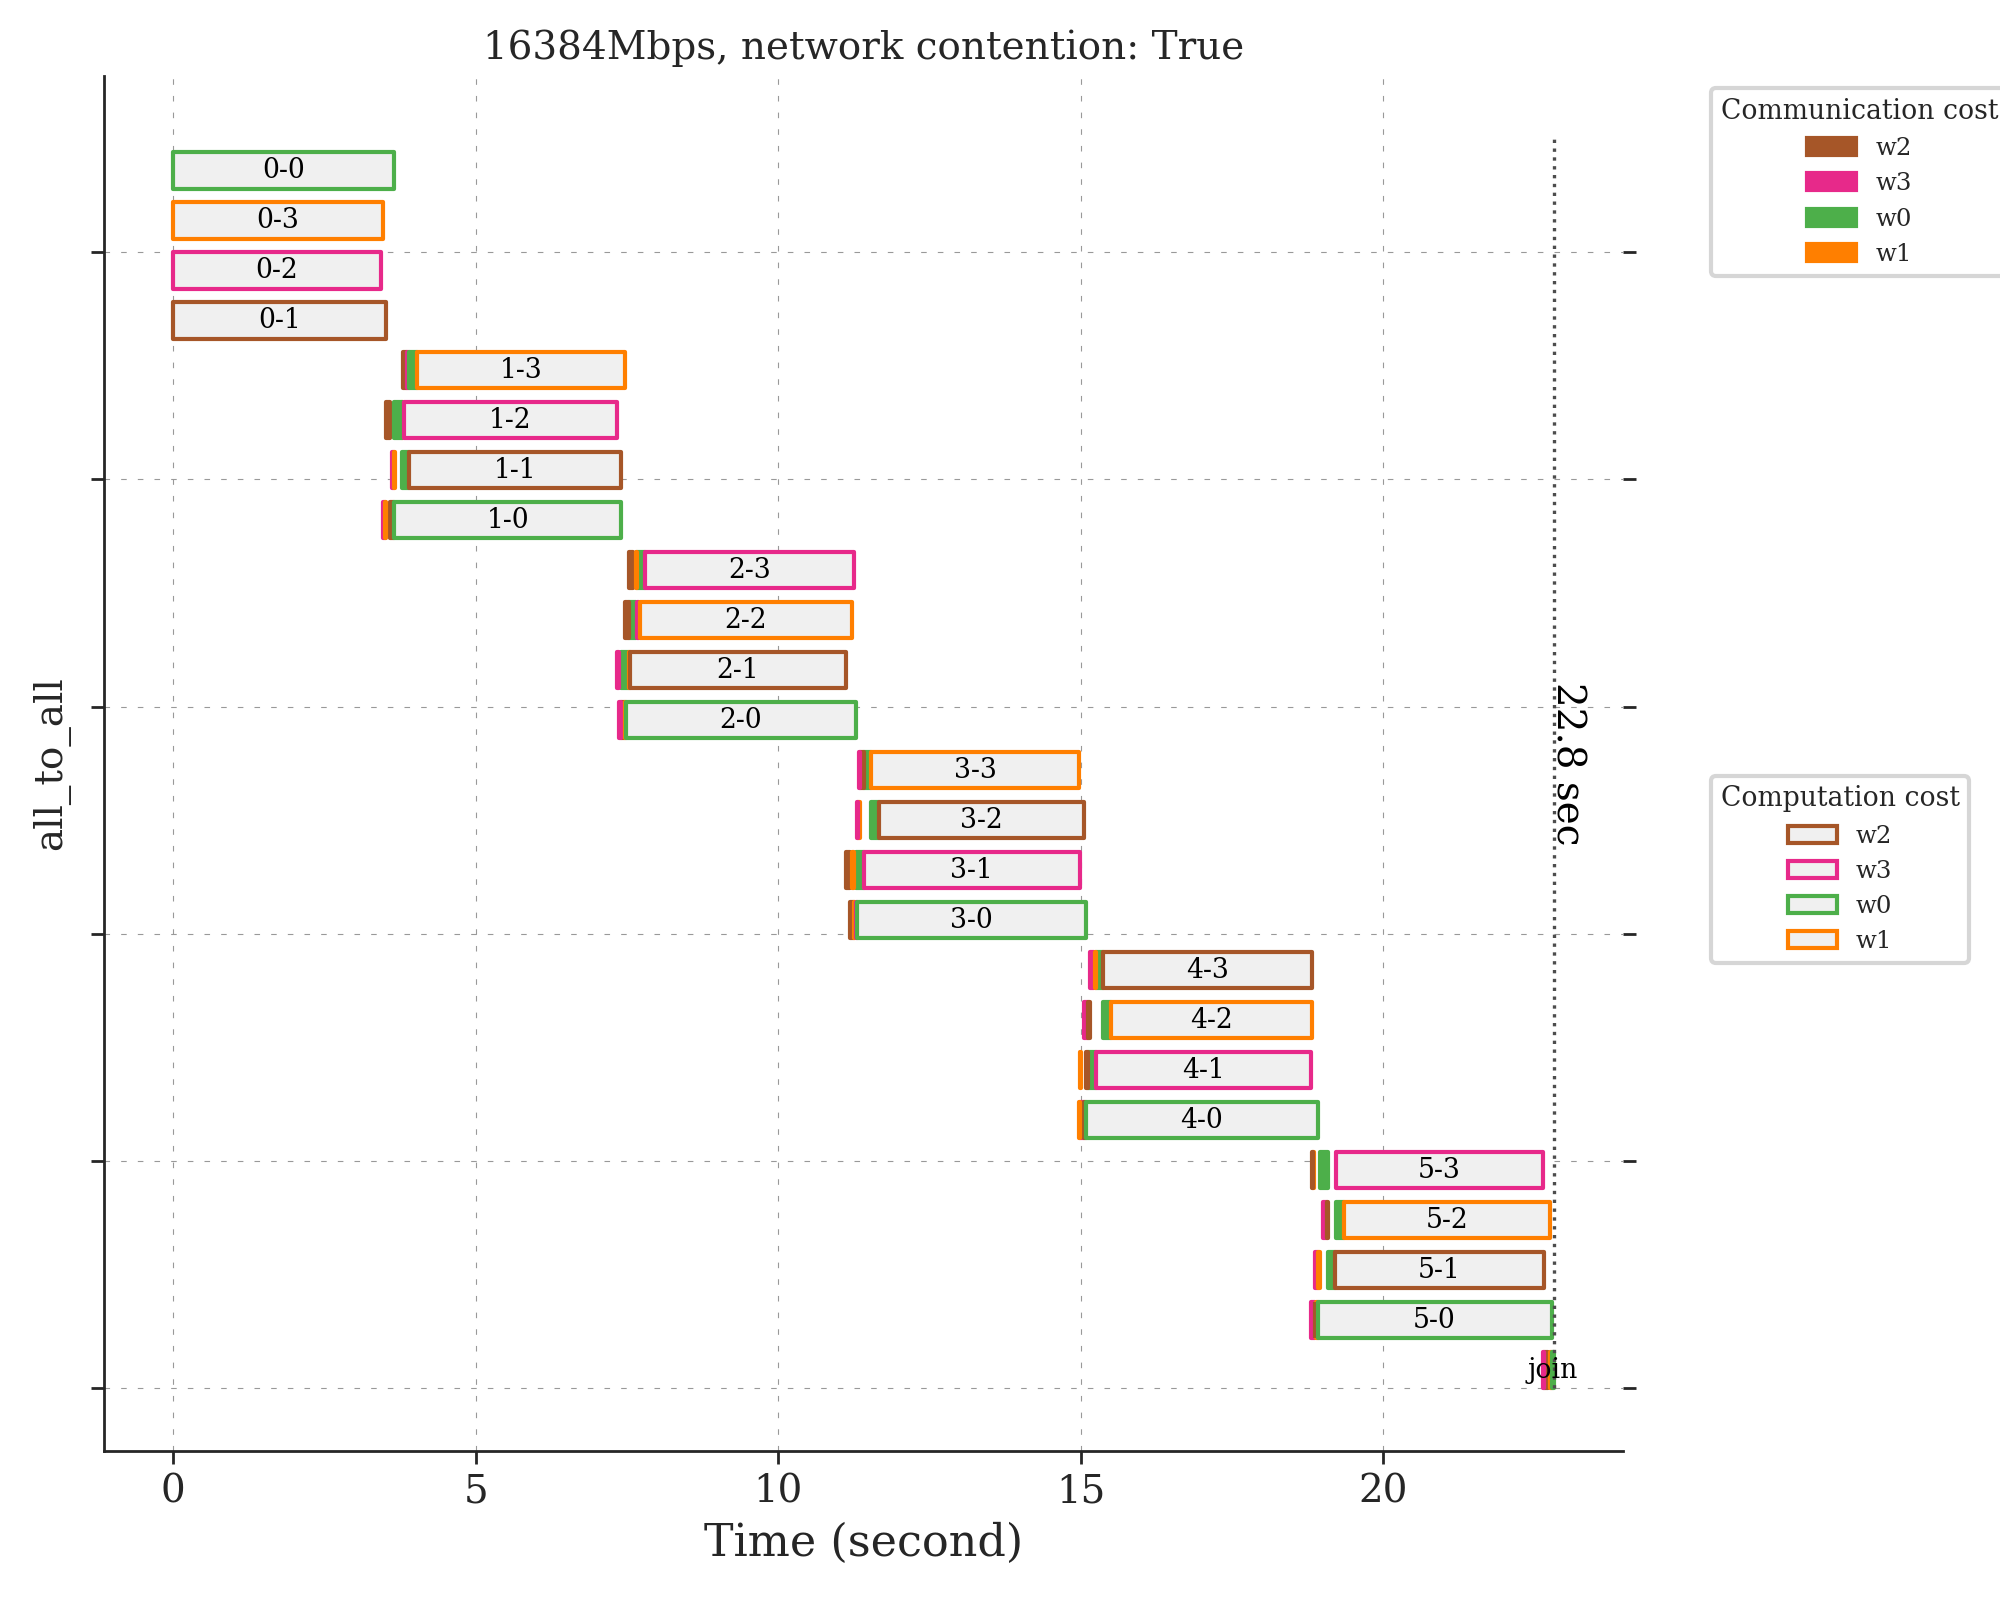 16384Mbps, network contention: True
0-0
0-3
0-2
0-1
1-3
1-2
1-1
1-0
2-3
2-2
2-1
2-0
3-3
3-2
3-1
3-0
4-3
4-2
4-1
4-0
5-3
5-2
5-1
5-0
join
22.8 sec
all_to_all
0
5
10
15
20
Time (second)
Communication cost
w2
w3
w0
w1
Computation cost
w2
w3
w0
w1